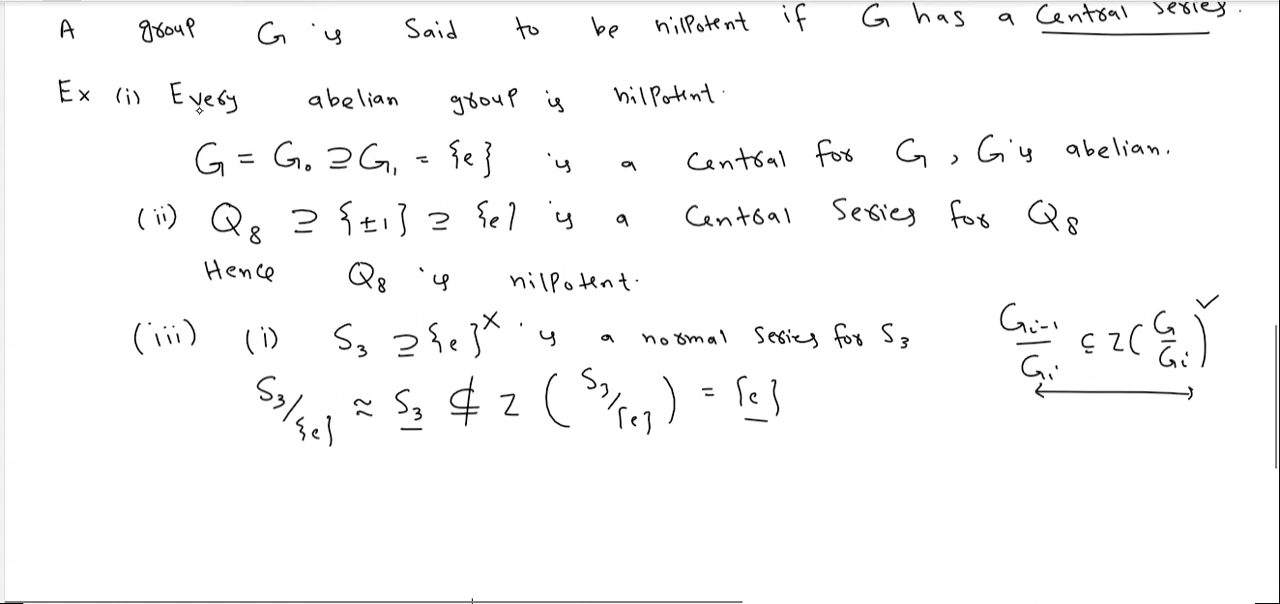 A group G is said to be nilpotent if G has a Central Series.
Ex (i) Every abelian group is nilpotent.
G = G₀ ⊇ G₁ = {e} is a central for G, G is abelian.
(ii) Q₈ ⊇ {±1} ⊇ {e} is a Central Series for Q₈
Hence Q₈ is nilpotent.
(iii) (i) S₃ ⊇ {e} × is a normal series for S₃
Gᵢ₋₁/Gᵢ ⊆ Z(G/Gᵢ) ✓
S₃/{e} ≈ S₃ ⊈ Z(S₃/{e}) = {e}